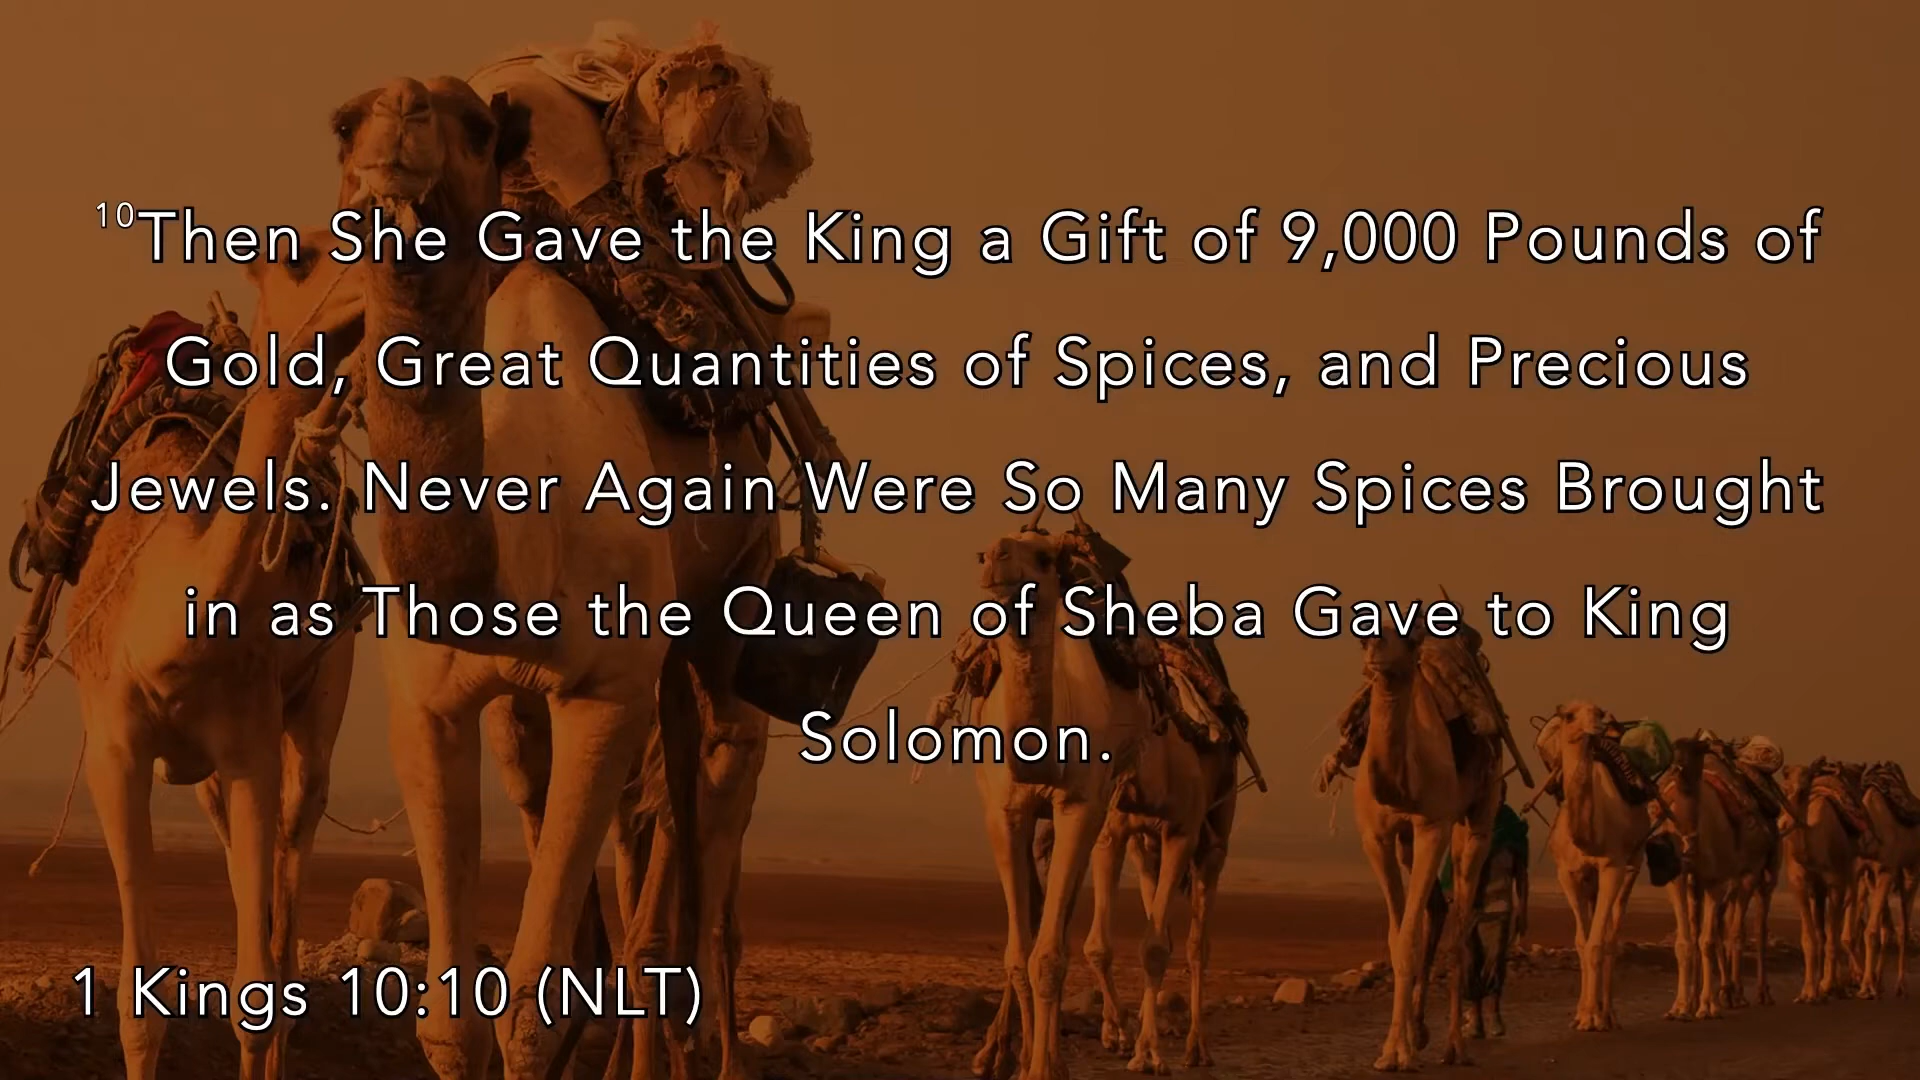 10Then She Gave the King a Gift of 9,000 Pounds of
Gold, Great Quantities of Spices, and Precious
Jewels. Never Again Were So Many Spices Brought
in as Those the Queen of Sheba Gave to King
Solomon.
1 Kings 10:10 (NLT)